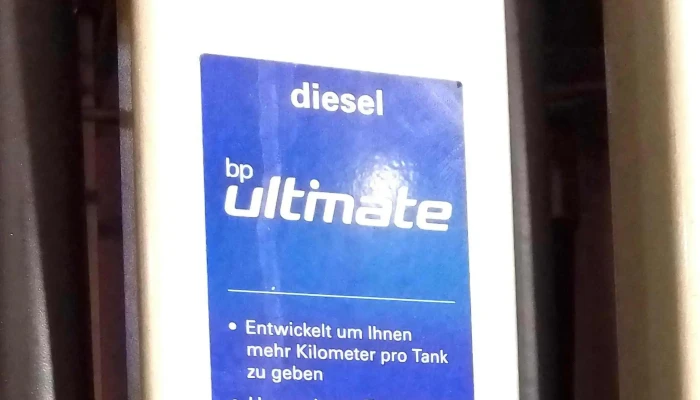 diesel
bp
ultimate
• Entwickelt um Ihnen
mehr Kilometer pro Tank
zu geben